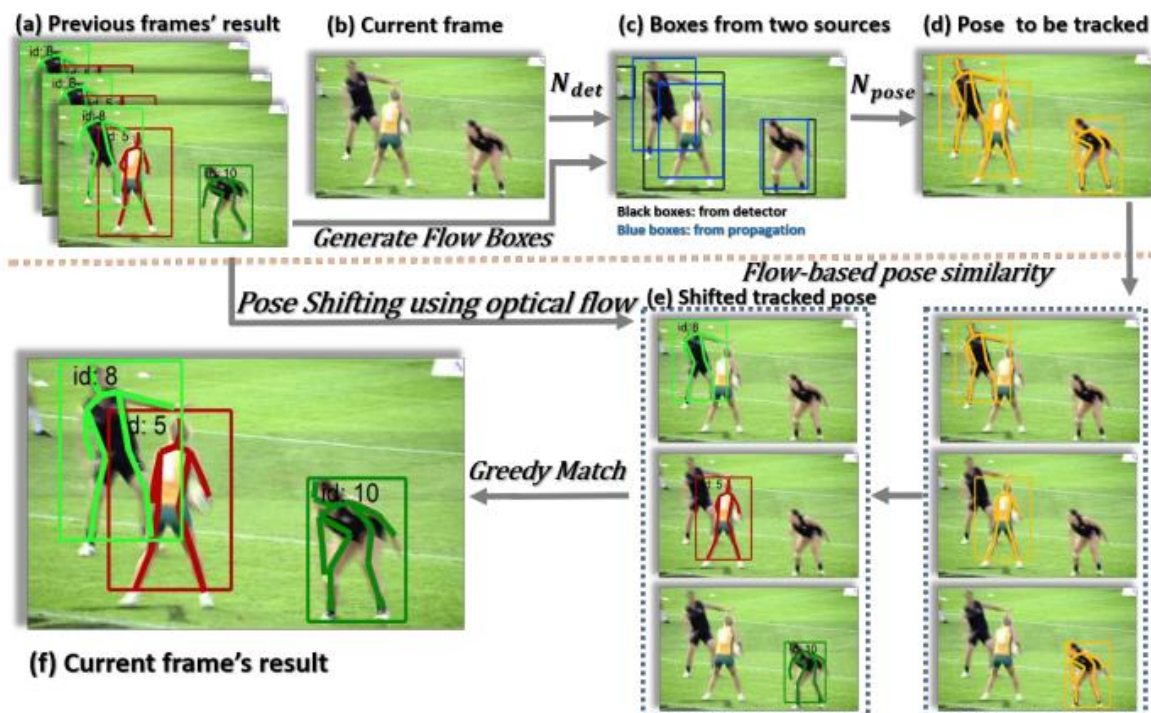 (a) Previous frames' result
(b) Current frame
(c) Boxes from two sources
(d) Pose to be tracked
id: 8
id: 8
id: 5
id: 10
N_det
N_pose
Generate Flow Boxes
Black boxes: from detector
Blue boxes: from propagation
Flow-based pose similarity
Pose Shifting using optical flow
(e) Shifted tracked pose
id: 8
id: 8
id: 5
id: 10
Greedy Match
id: 5
id: 10
(f) Current frame's result